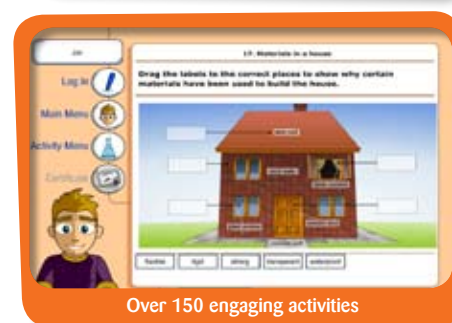 17. Materials in a house
Log in
Drag the labels to the correct places to show why certain
materials have been used to build the house.
Main Menu
Activity Menu
Certificate
flexible rigid strong transparent waterproof
Over 150 engaging activities